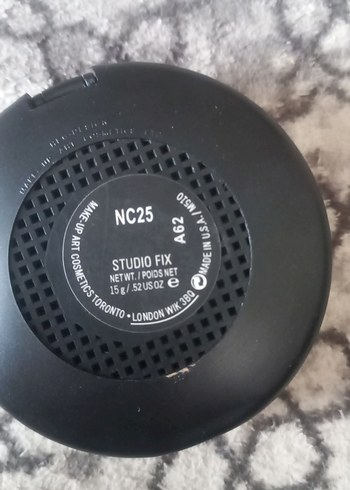 NC25
A62
STUDIO FIX
NET WT. / POIDS NET
15 g / .52 US OZ e
MAKE-UP ART COSMETICS TORONTO • LONDON W1K 3BQ
MADE IN U.S.A. / M510